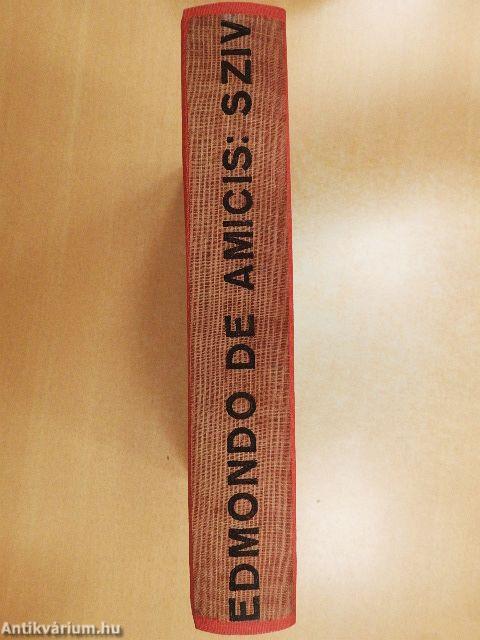 EDMONDO DE AMICIS: SZIV
Antikvárium.hu